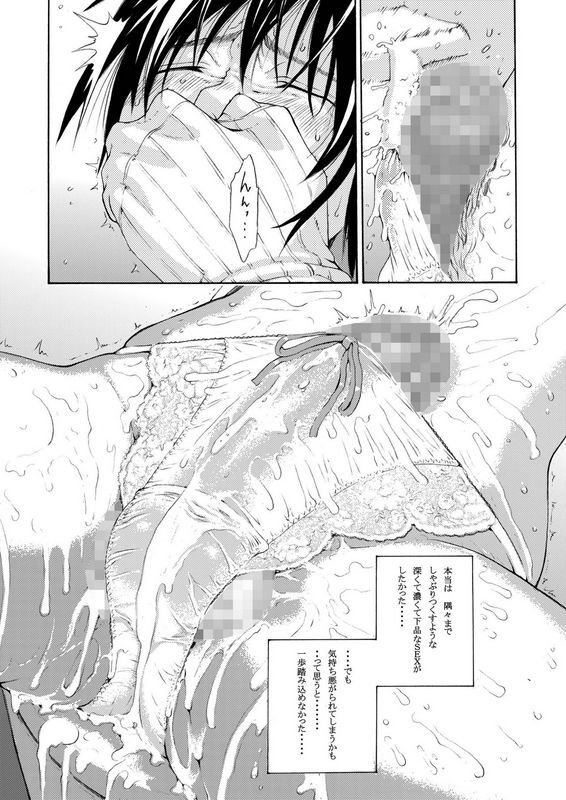 んんっ・・・
本当は 隅々まで
しゃぶりつくすような
深くて濃くて下品なSEXが
したかった・・・・・
・・・・・でも
気持ち悪がられてしまうかも
・・・って思うと・・・・・・
一歩踏み込めなかった・・・・・